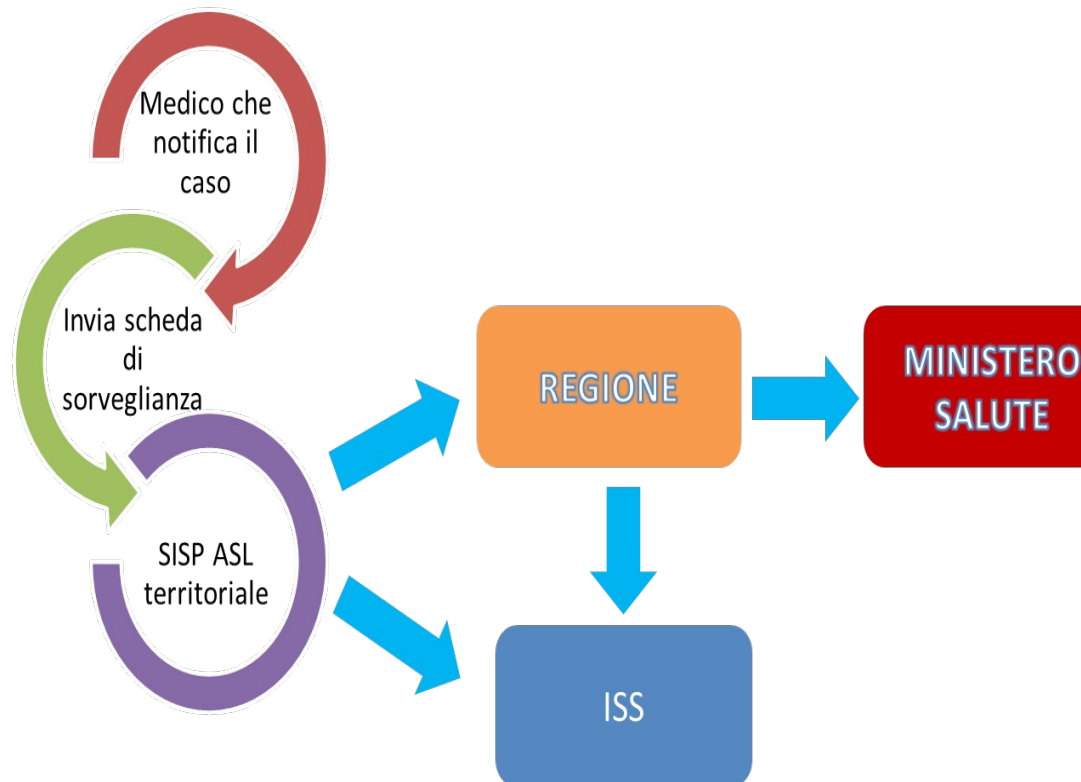 Medico che
notifica il
caso
Invia scheda
di
sorveglianza
SISP ASL
territoriale
REGIONE
MINISTERO
SALUTE
ISS